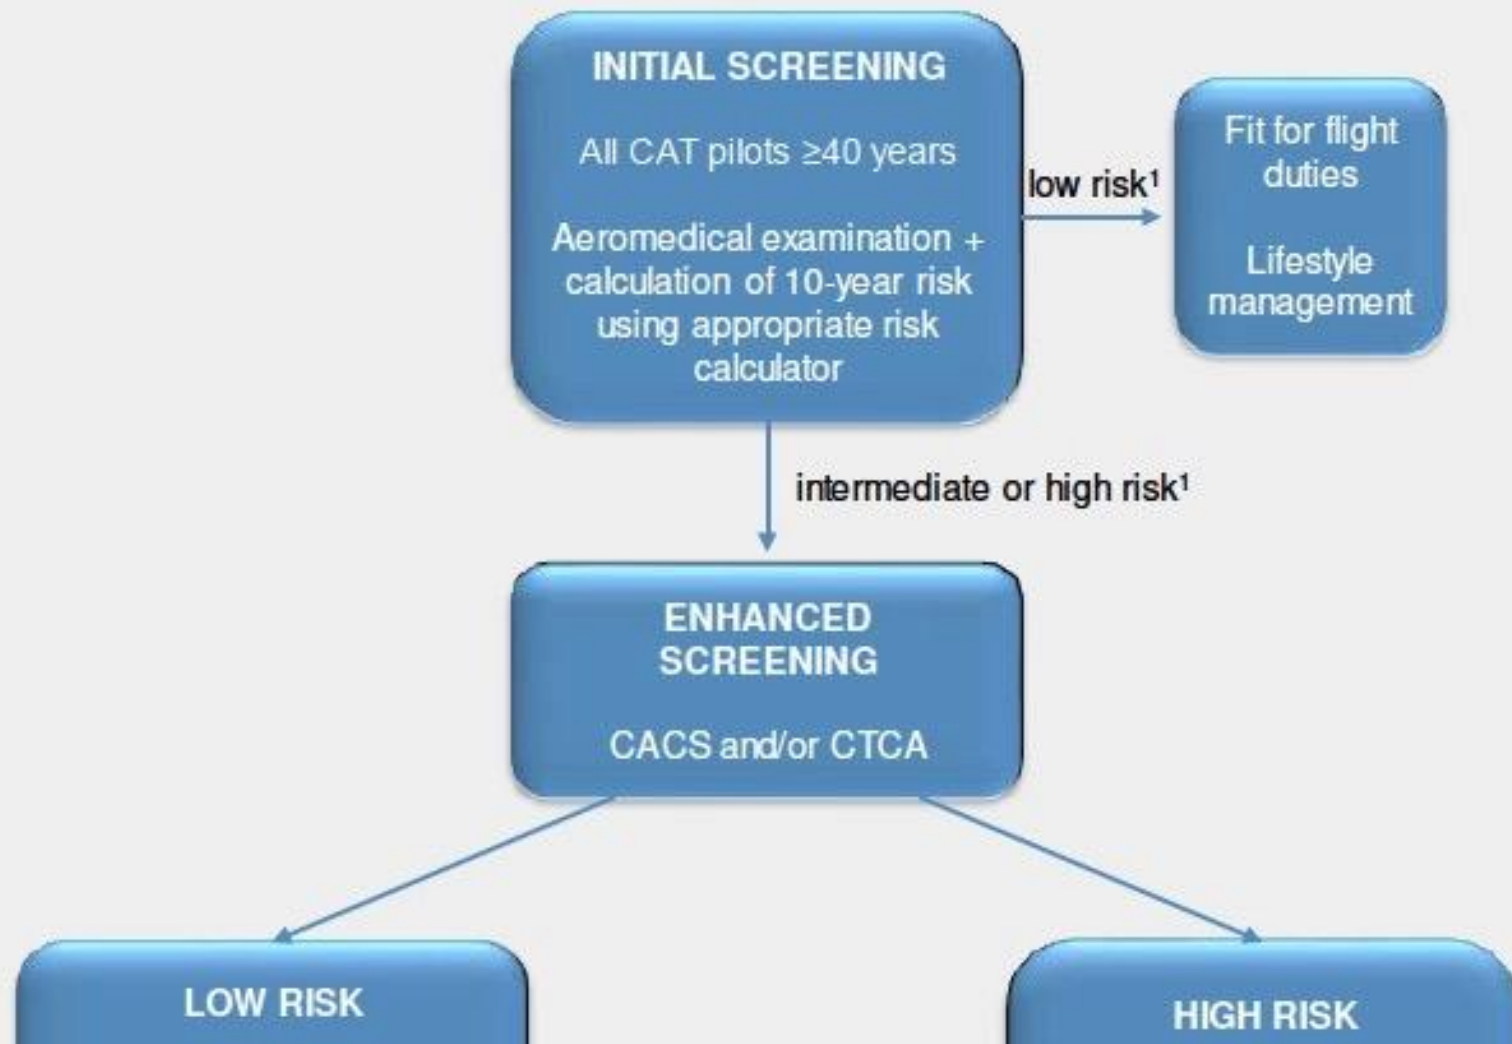 INITIAL SCREENING
All CAT pilots ≥40 years
Aeromedical examination +
calculation of 10-year risk
using appropriate risk
calculator
low risk¹
Fit for flight
duties
Lifestyle
management
intermediate or high risk¹
ENHANCED
SCREENING
CACS and/or CTCA
LOW RISK
HIGH RISK